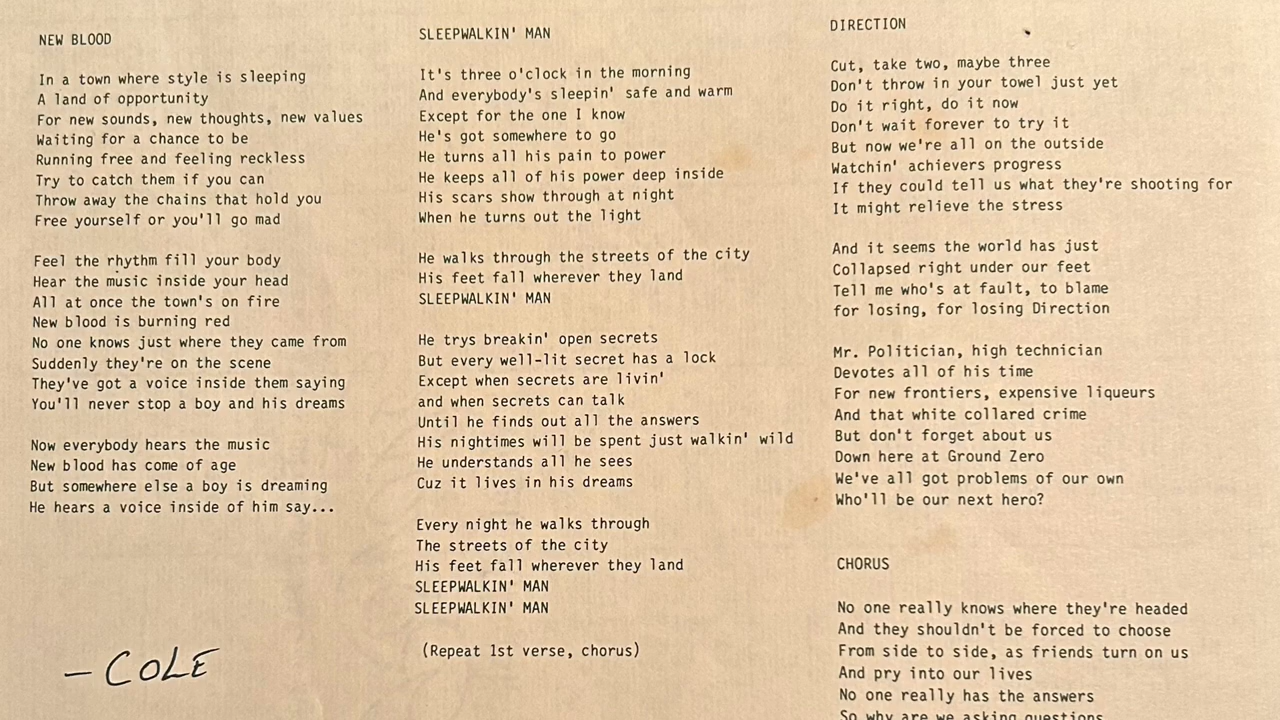 NEW BLOOD
In a town where style is sleeping
A land of opportunity
For new sounds, new thoughts, new values
Waiting for a chance to be
Running free and feeling reckless
Try to catch them if you can
Throw away the chains that hold you
Free yourself or you'll go mad
Feel the rhythm fill your body
Hear the music inside your head
All at once the town's on fire
New blood is burning red
No one knows just where they came from
Suddenly they're on the scene
They've got a voice inside them saying
You'll never stop a boy and his dreams
Now everybody hears the music
New blood has come of age
But somewhere else a boy is dreaming
He hears a voice inside of him say...
— COLE
SLEEPWALKIN' MAN
It's three o'clock in the morning
And everybody's sleepin' safe and warm
Except for the one I know
He's got somewhere to go
He turns all his pain to power
He keeps all of his power deep inside
His scars show through at night
When he turns out the light
He walks through the streets of the city
His feet fall wherever they land
SLEEPWALKIN' MAN
He trys breakin' open secrets
But every well-lit secret has a lock
Except when secrets are livin'
and when secrets can talk
Until he finds out all the answers
His nightimes will be spent just walkin' wild
He understands all he sees
Cuz it lives in his dreams
Every night he walks through
The streets of the city
His feet fall wherever they land
SLEEPWALKIN' MAN
SLEEPWALKIN' MAN
(Repeat 1st verse, chorus)
DIRECTION
Cut, take two, maybe three
Don't throw in your towel just yet
Do it right, do it now
Don't wait forever to try it
But now we're all on the outside
Watchin' achievers progress
If they could tell us what they're shooting for
It might relieve the stress
And it seems the world has just
Collapsed right under our feet
Tell me who's at fault, to blame
for losing, for losing Direction
Mr. Politician, high technician
Devotes all of his time
For new frontiers, expensive liqueurs
And that white collared crime
But don't forget about us
Down here at Ground Zero
We've all got problems of our own
Who'll be our next hero?
CHORUS
No one really knows where they're headed
And they shouldn't be forced to choose
From side to side, as friends turn on us
And pry into our lives
No one really has the answers
So why are we asking questions